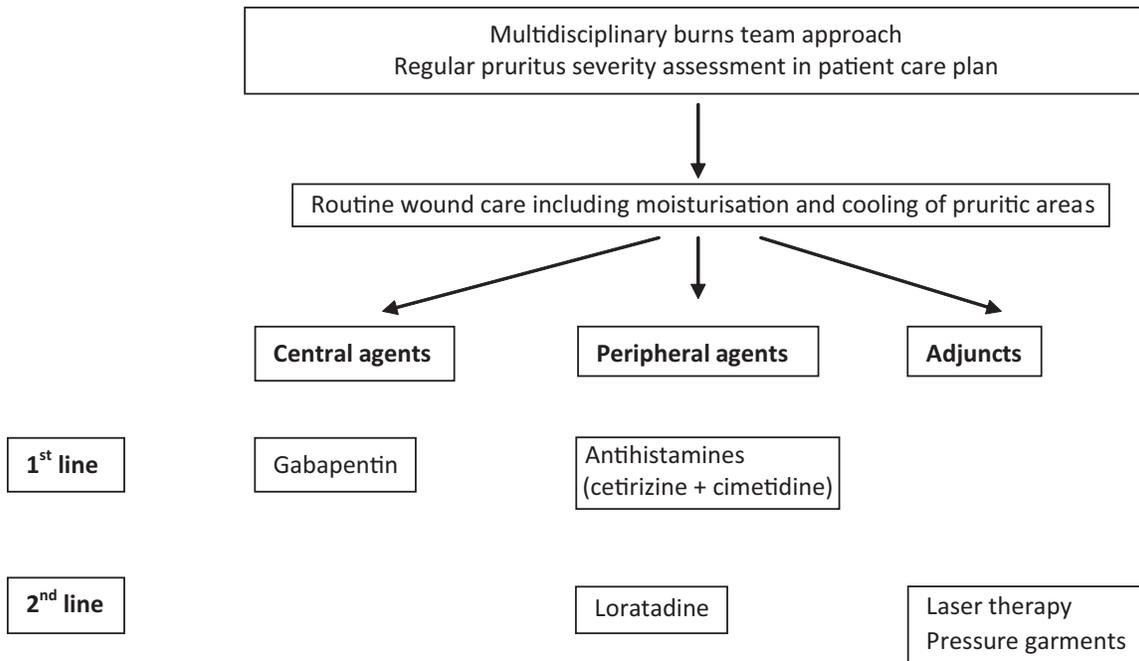 Multidisciplinary burns team approach
Regular pruritus severity assessment in patient care plan
Routine wound care including moisturisation and cooling of pruritic areas
Central agents
Peripheral agents
Adjuncts
1st line
Gabapentin
Antihistamines
(cetirizine + cimetidine)
2nd line
Loratadine
Laser therapy
Pressure garments